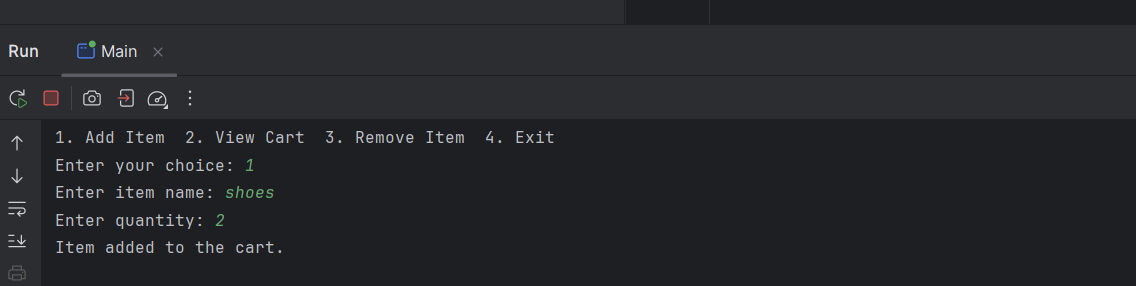 Run Main
1. Add Item  2. View Cart  3. Remove Item  4. Exit
Enter your choice: 1
Enter item name: shoes
Enter quantity: 2
Item added to the cart.